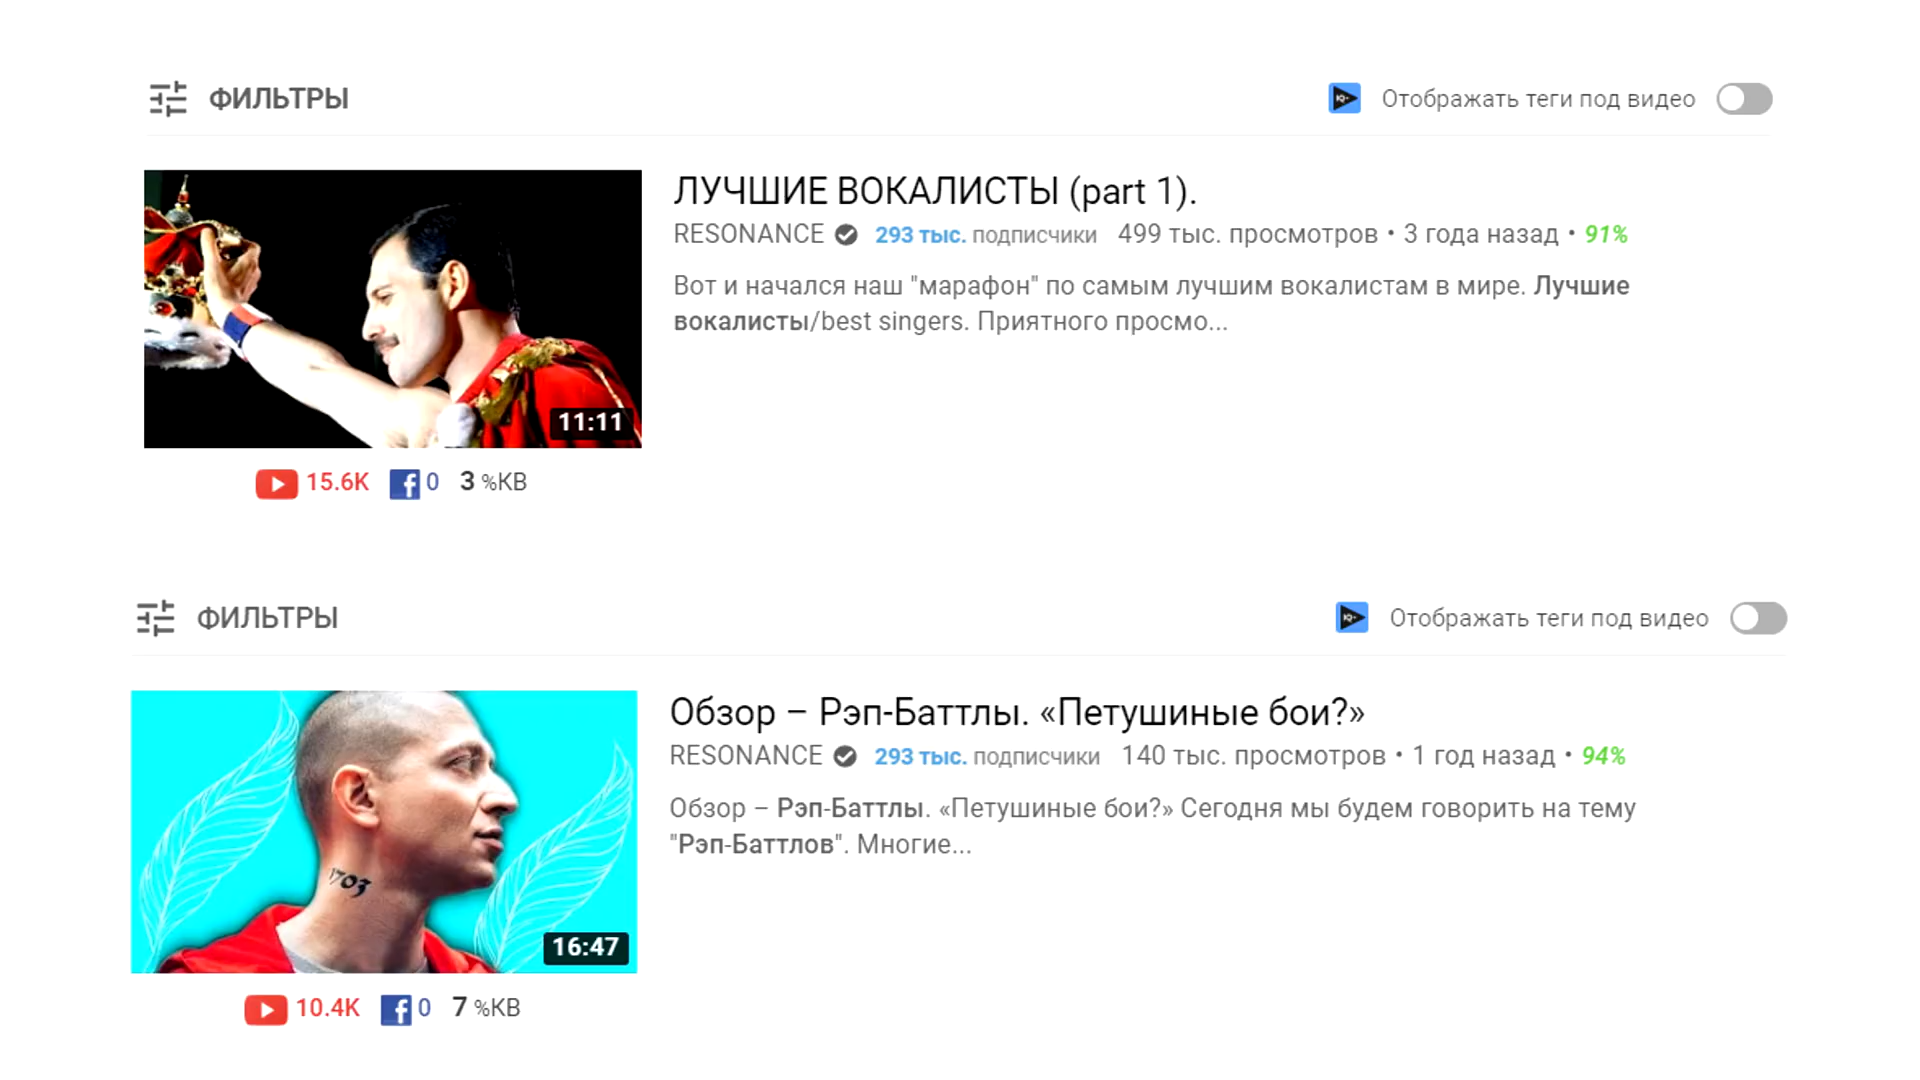 ФИЛЬТРЫ
Отображать теги под видео
ЛУЧШИЕ ВОКАЛИСТЫ (part 1).
RESONANCE 293 тыс. подписчики 499 тыс. просмотров • 3 года назад • 91%
Вот и начался наш "марафон" по самым лучшим вокалистам в мире. Лучшие
вокалисты/best singers. Приятного просмо...
11:11
15.6K 0 3 %КВ
ФИЛЬТРЫ
Отображать теги под видео
Обзор – Рэп-Баттлы. «Петушиные бои?»
RESONANCE 293 тыс. подписчики 140 тыс. просмотров • 1 год назад • 94%
Обзор – Рэп-Баттлы. «Петушиные бои?» Сегодня мы будем говорить на тему
"Рэп-Баттлов". Многие...
1703
16:47
10.4K 0 7 %КВ